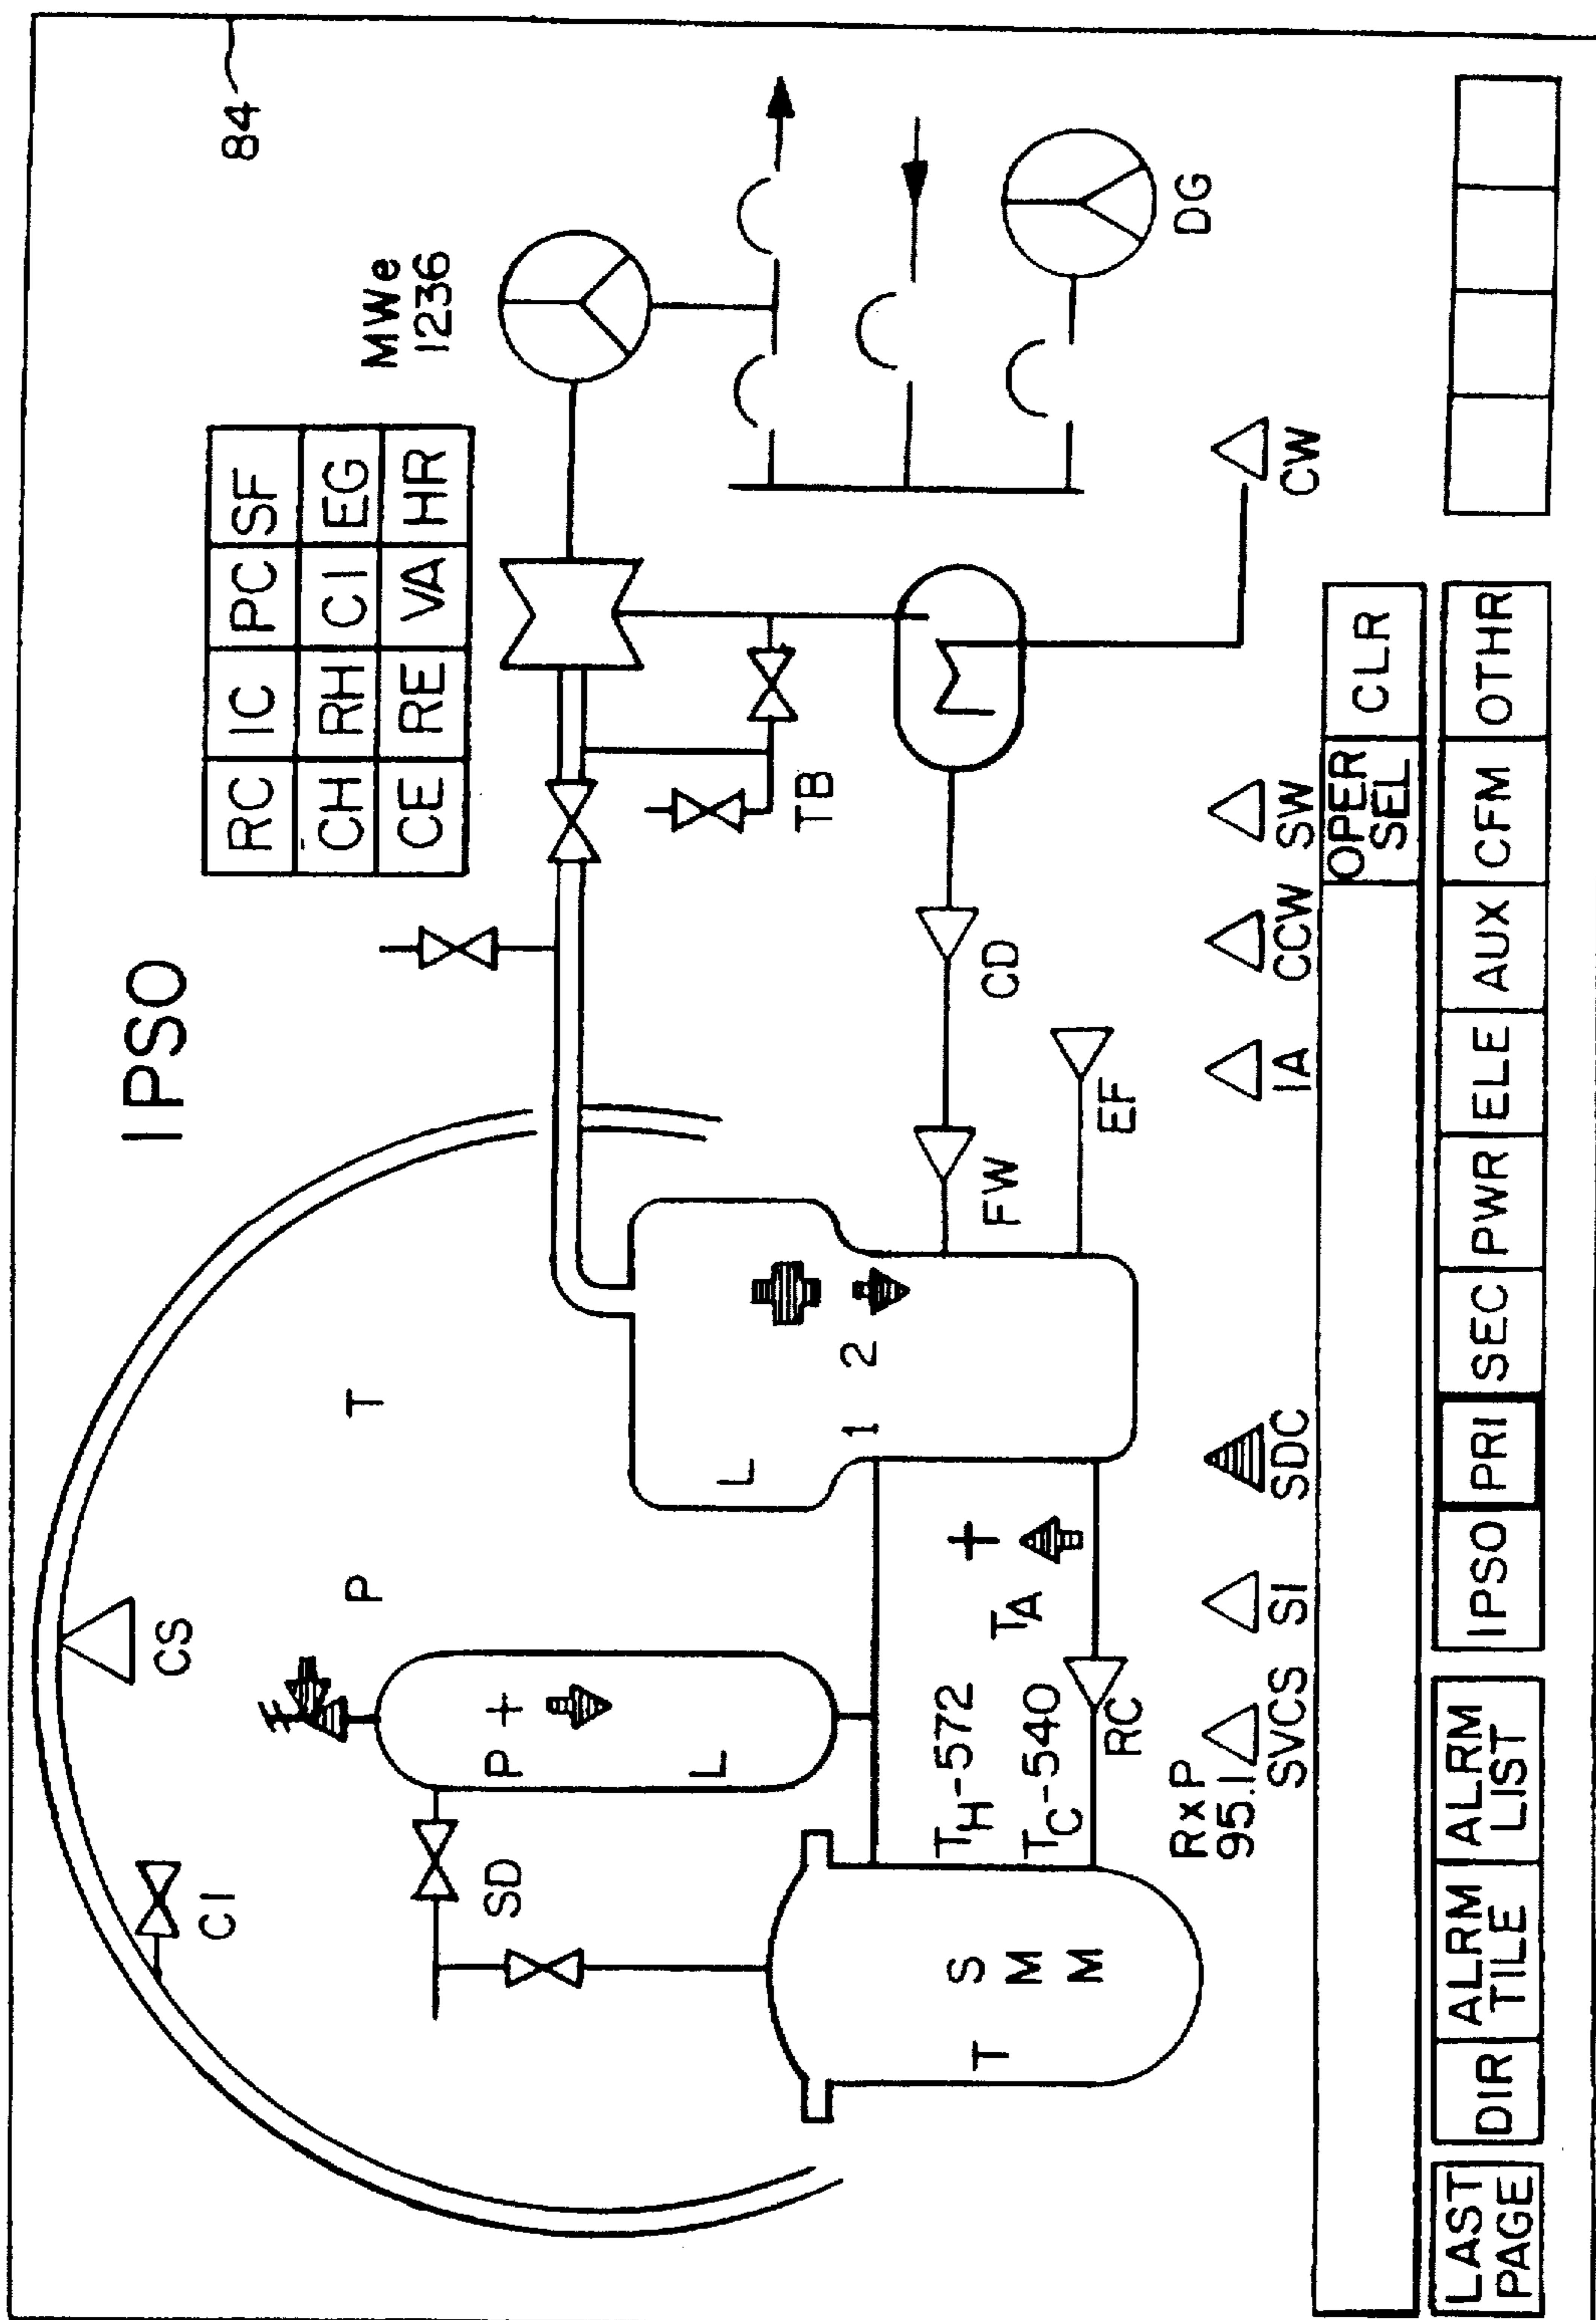 IPSO
84
RC IC PC SF
CH RH CI EG
CE RE VA HR
MWe
1236
CS
CI
P T
SD
P +
L
TB
L
1 2
DG
T
S
M
M
TH-572
TC-540
TA
+
RC
FW
CD
EF
RxP
95.1
SVCS SI SDC IA CCW SW CW
OPER
SEL
CLR
LAST
PAGE
DIR
ALRM
TILE
ALRM
LIST
IPSO PRI SEC PWR ELE AUX CFM OTHR